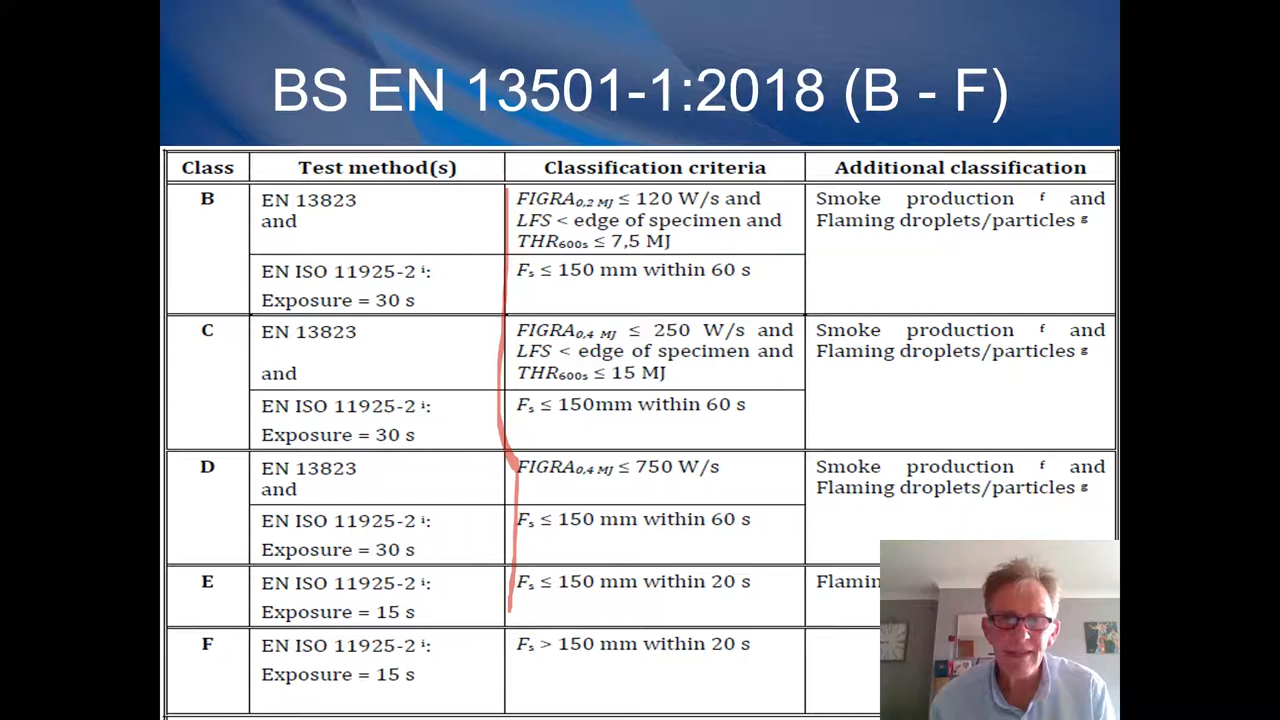 BS EN 13501-1:2018 (B - F)
Class Test method(s) Classification criteria Additional classification
B EN 13823 FIGRA0,2 MJ ≤ 120 W/s and Smoke production f and
and LFS < edge of specimen and Flaming droplets/particles g
THR600s ≤ 7,5 MJ
EN ISO 11925-2 i: Fs ≤ 150 mm within 60 s
Exposure = 30 s
C EN 13823 FIGRA0,4 MJ ≤ 250 W/s and Smoke production f and
LFS < edge of specimen and Flaming droplets/particles g
and THR600s ≤ 15 MJ
EN ISO 11925-2 i: Fs ≤ 150mm within 60 s
Exposure = 30 s
D EN 13823 FIGRA0,4 MJ ≤ 750 W/s Smoke production f and
and Flaming droplets/particles g
EN ISO 11925-2 i: Fs ≤ 150 mm within 60 s
Exposure = 30 s
E EN ISO 11925-2 i: Fs ≤ 150 mm within 20 s
Exposure = 15 s
F EN ISO 11925-2 i: Fs > 150 mm within 20 s
Exposure = 15 s